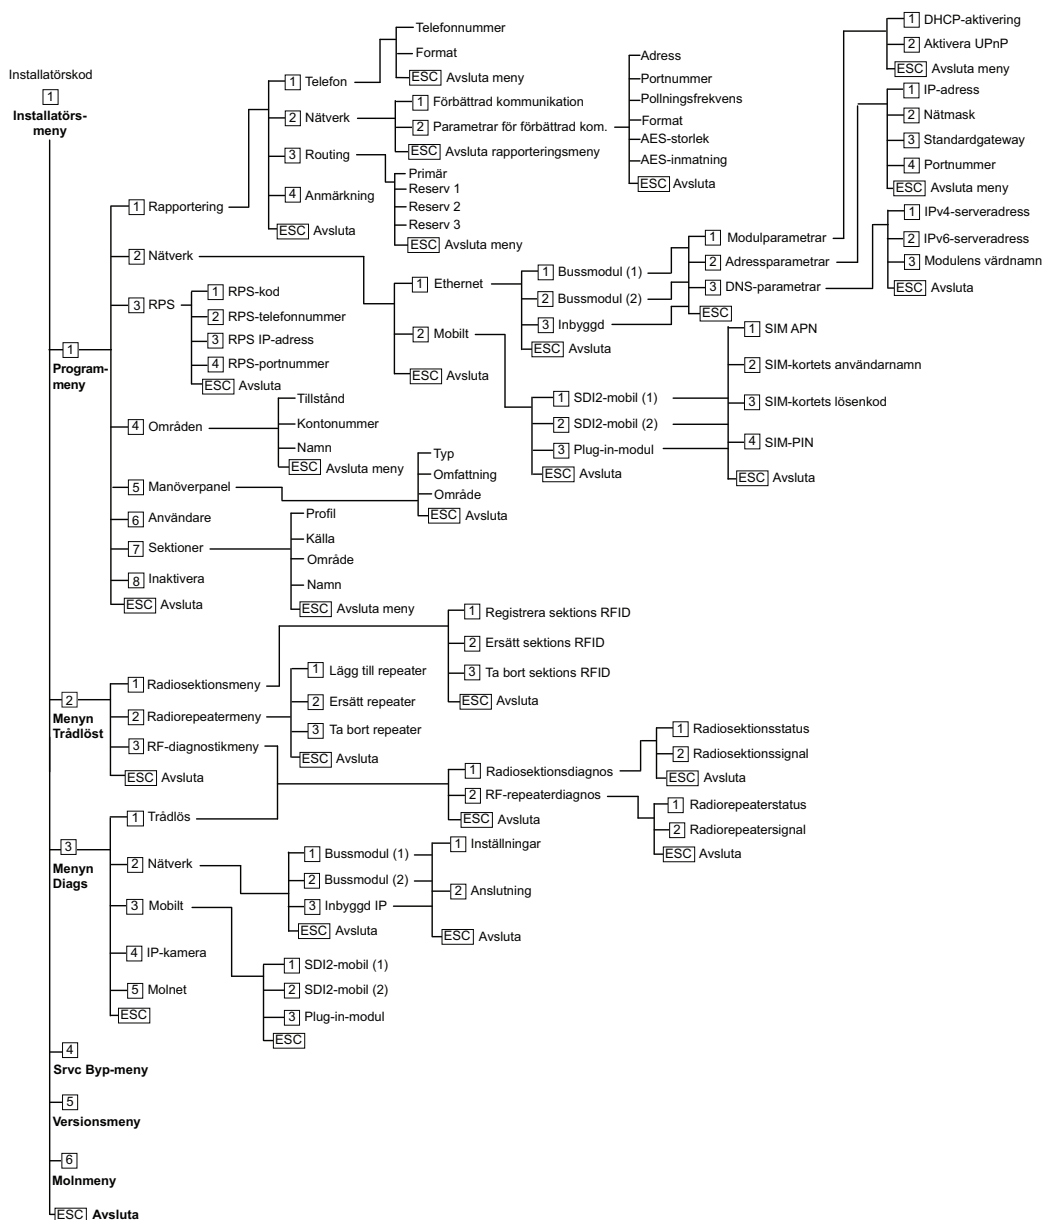 Installatörskod
1
Installatörs-
meny
1
Program-
meny
1 Rapportering
1 Telefon
Telefonnummer
Format
ESC Avsluta meny
2 Nätverk
1 Förbättrad kommunikation
2 Parametrar för förbättrad kom.
Adress
Portnummer
Pollningsfrekvens
Format
AES-storlek
AES-inmatning
ESC Avsluta
ESC Avsluta rapporteringsmeny
3 Routing
Primär
Reserv 1
Reserv 2
Reserv 3
ESC Avsluta meny
4 Anmärkning
ESC Avsluta
2 Nätverk
1 Ethernet
1 Bussmodul (1)
2 Bussmodul (2)
3 Inbyggd
ESC Avsluta
1 Modulparametrar
1 DHCP-aktivering
2 Aktivera UPnP
ESC Avsluta meny
2 Adressparametrar
1 IP-adress
2 Nätmask
3 Standardgateway
4 Portnummer
ESC Avsluta meny
3 DNS-parametrar
1 IPv4-serveradress
2 IPv6-serveradress
3 Modulens värdnamn
ESC Avsluta
ESC
2 Mobilt
1 SDI2-mobil (1)
2 SDI2-mobil (2)
3 Plug-in-modul
ESC Avsluta
1 SIM APN
2 SIM-kortets användarnamn
3 SIM-kortets lösenkod
4 SIM-PIN
ESC Avsluta
ESC Avsluta
3 RPS
1 RPS-kod
2 RPS-telefonnummer
3 RPS IP-adress
4 RPS-portnummer
ESC Avsluta
4 Områden
Tillstånd
Kontonummer
Namn
ESC Avsluta meny
5 Manöverpanel
Typ
Omfattning
Område
ESC Avsluta
6 Användare
7 Sektioner
Profil
Källa
Område
Namn
ESC Avsluta meny
8 Inaktivera
ESC Avsluta
2
Menyn
Trådlöst
1 Radiosektionsmeny
1 Registrera sektions RFID
2 Ersätt sektions RFID
3 Ta bort sektions RFID
ESC Avsluta
2 Radiorepeatermeny
1 Lägg till repeater
2 Ersätt repeater
3 Ta bort repeater
ESC Avsluta
3 RF-diagnostikmeny
ESC Avsluta
1 Radiosektionsdiagnos
1 Radiosektionsstatus
2 Radiosektionssignal
ESC Avsluta
2 RF-repeaterdiagnos
1 Radiorepeaterstatus
2 Radiorepeatersignal
ESC Avsluta
ESC Avsluta
3
Menyn
Diags
1 Trådlös
2 Nätverk
1 Bussmodul (1)
2 Bussmodul (2)
3 Inbyggd IP
ESC Avsluta
1 Inställningar
2 Anslutning
ESC Avsluta
3 Mobilt
1 SDI2-mobil (1)
2 SDI2-mobil (2)
3 Plug-in-modul
ESC
4 IP-kamera
5 Molnet
ESC
4
Srvc Byp-meny
5
Versionsmeny
6
Molnmeny
ESC Avsluta